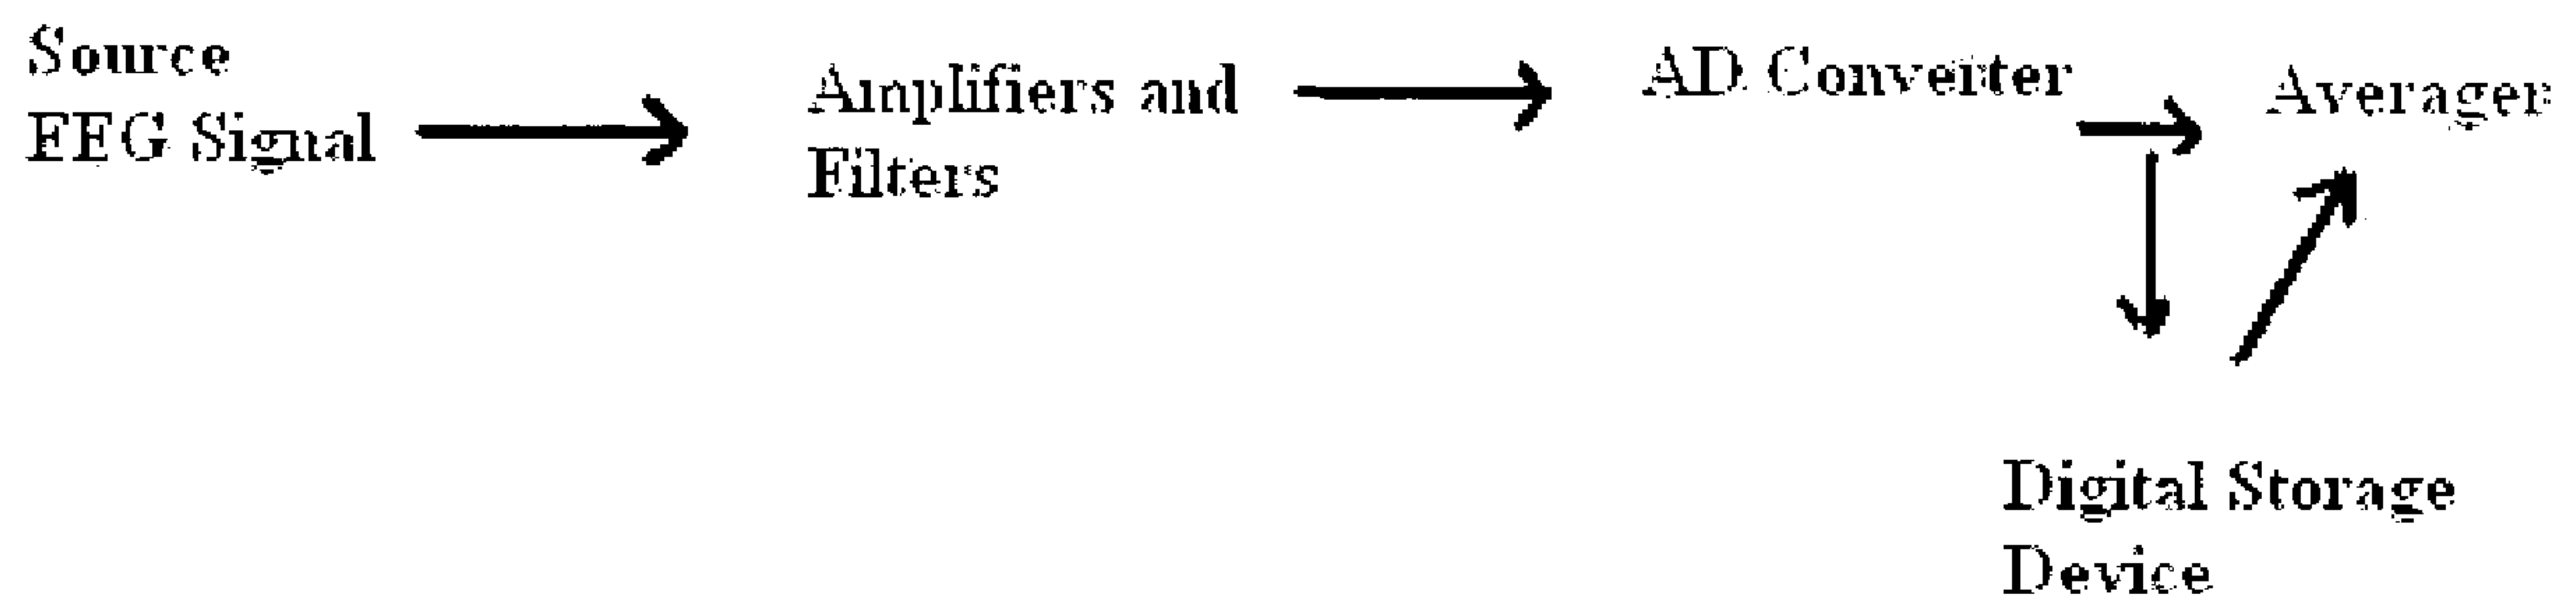 Source
EEG Signal
Amplifiers and
Filters
AD Converter
Averager
Digital Storage
Device